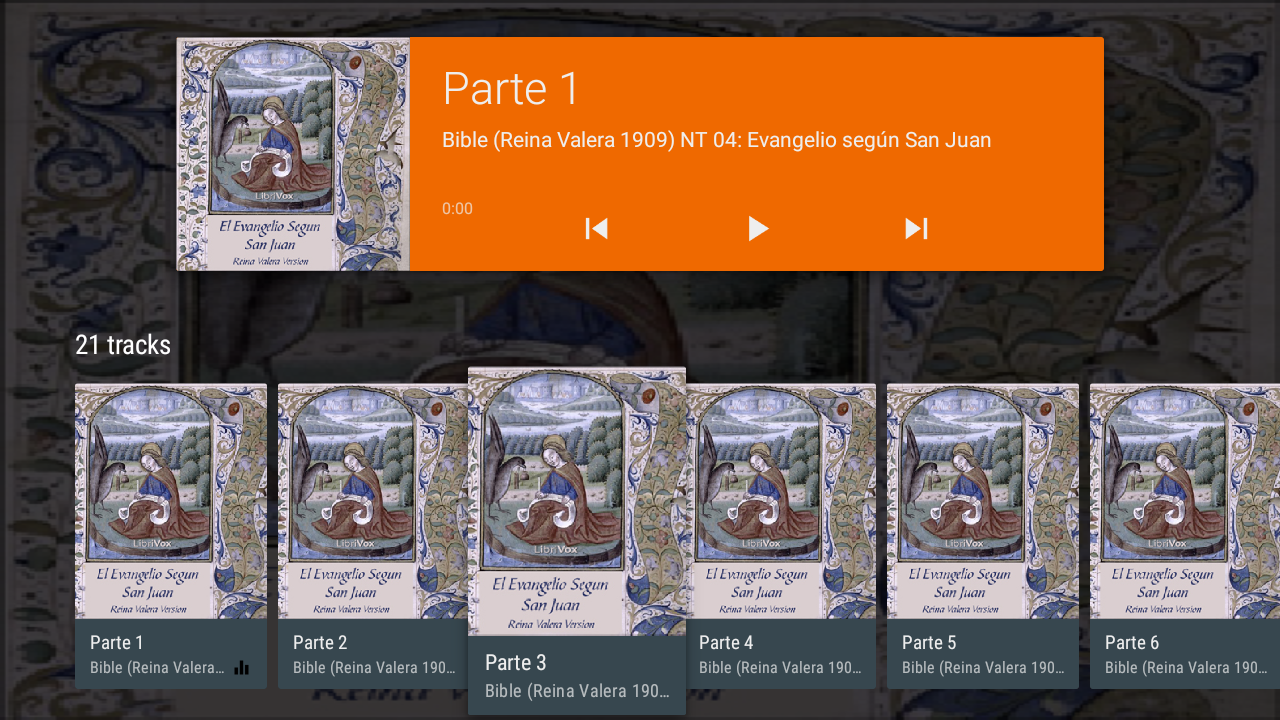 LibriVox
El Evangelio Segun
San Juan
Reina Valera Version
Parte 1
Bible (Reina Valera 1909) NT 04: Evangelio según San Juan
0:00
21 tracks
LibriVox
El Evangelio Segun
San Juan
Reina Valera Version
Parte 1
Bible (Reina Valera...
LibriVox
El Evangelio Segun
San Juan
Reina Valera Version
Parte 2
Bible (Reina Valera 190...
LibriVox
El Evangelio Segun
San Juan
Reina Valera Version
Parte 3
Bible (Reina Valera 190...
LibriVox
El Evangelio Segun
San Juan
Reina Valera Version
Parte 4
Bible (Reina Valera 190...
LibriVox
El Evangelio Segun
San Juan
Reina Valera Version
Parte 5
Bible (Reina Valera 190...
LibriVox
El Evangelio Segun
San Juan
Reina Valera Version
Parte 6
Bible (Reina Valera 190...